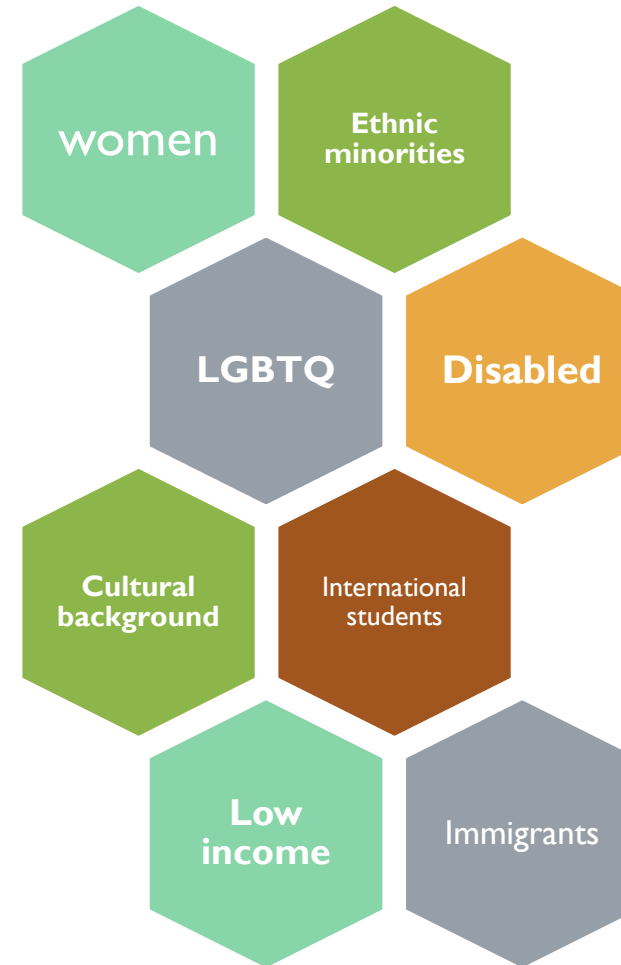 women
Ethnic
minorities
LGBTQ
Disabled
Cultural
background
International
students
Low
income
Immigrants